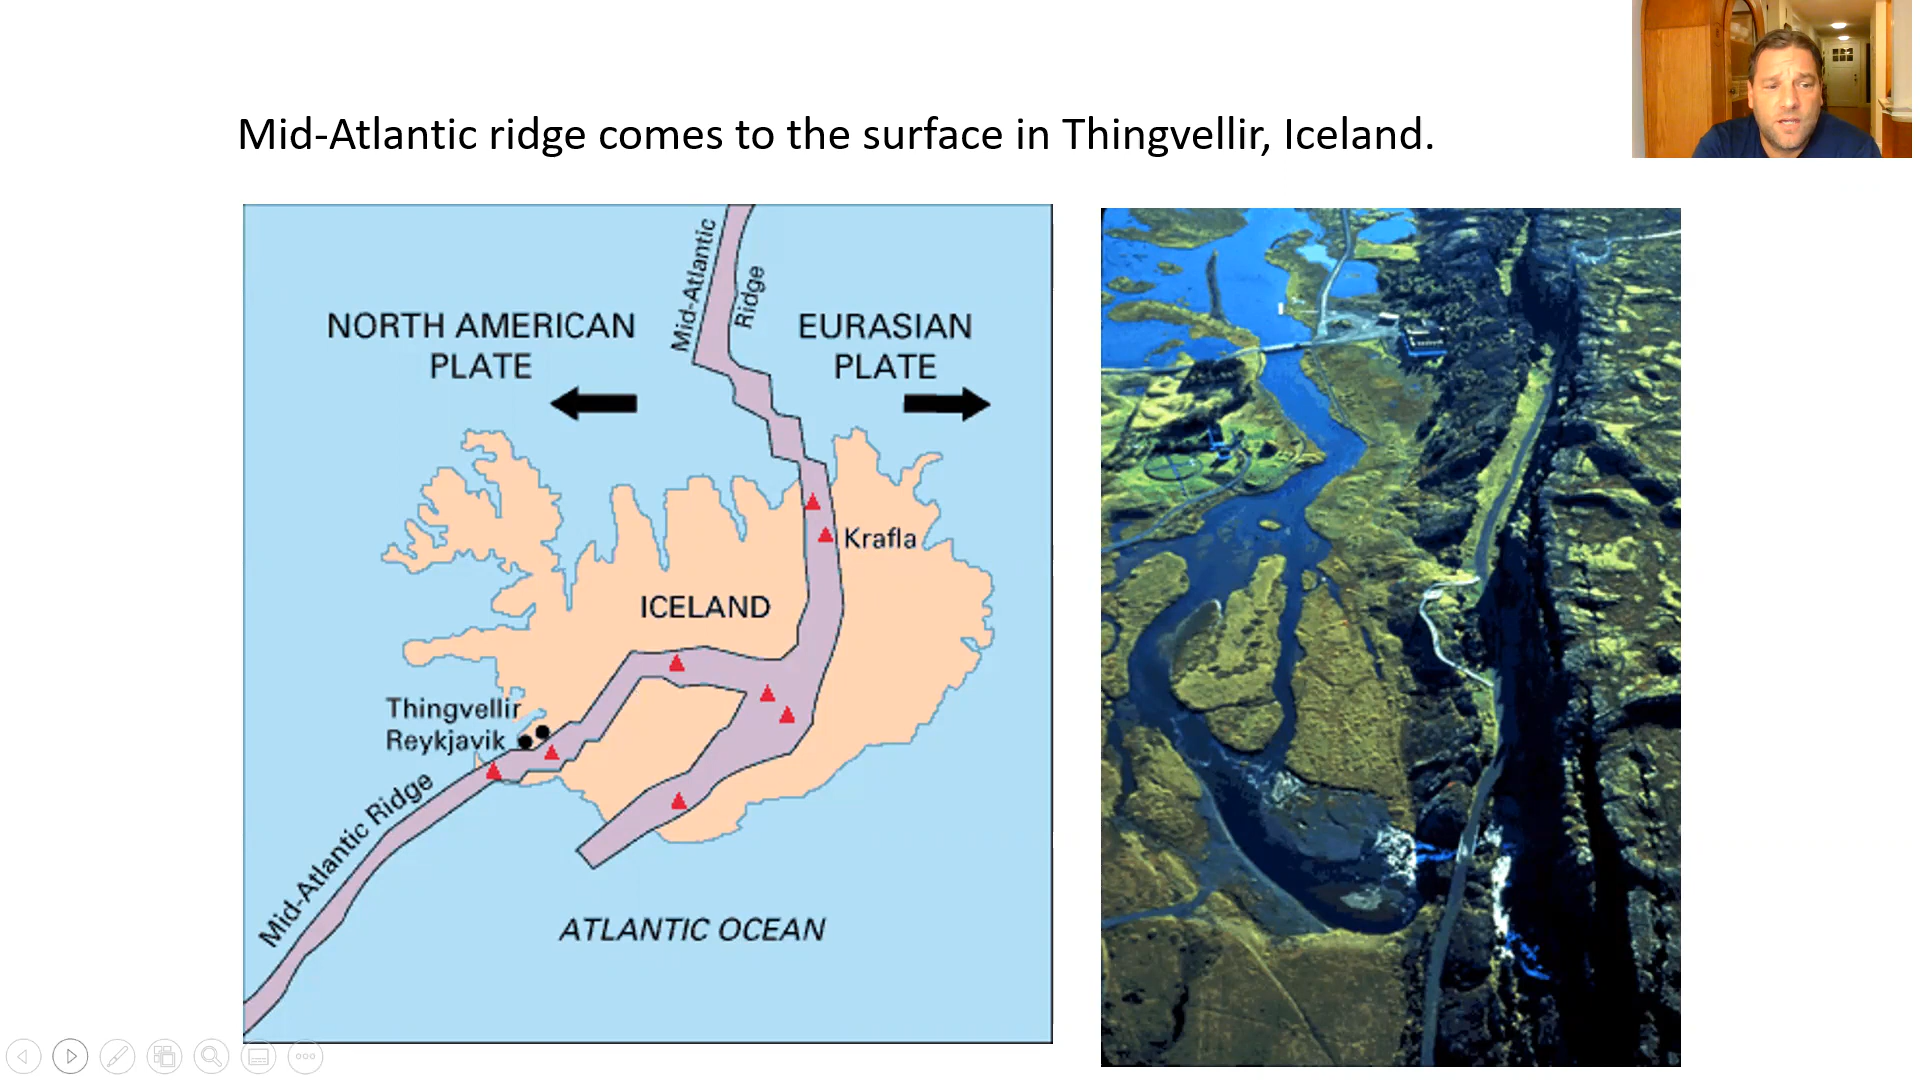 Mid-Atlantic ridge comes to the surface in Thingvellir, Iceland.
Mid-Atlantic
Ridge
NORTH AMERICAN
PLATE
EURASIAN
PLATE
Krafla
ICELAND
Thingvellir
Reykjavik
Mid-Atlantic Ridge
ATLANTIC OCEAN